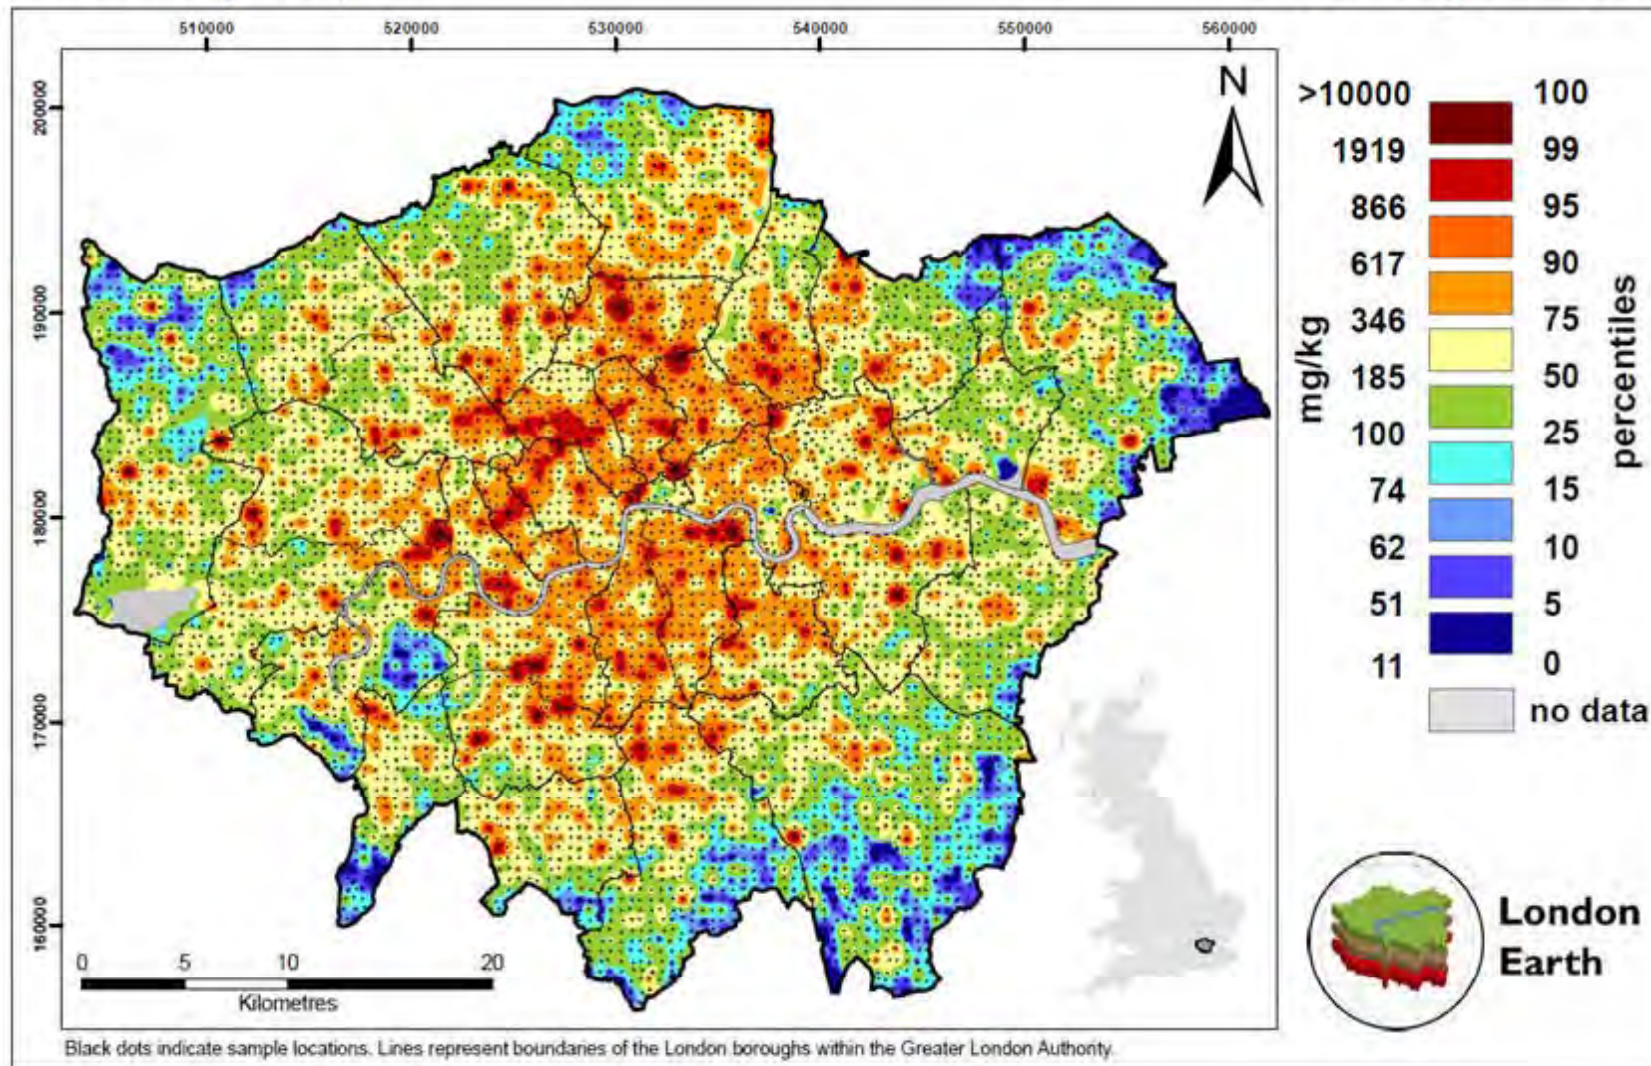 510000 520000 530000 540000 550000 560000
200000
190000
180000
170000
160000
N
>10000 100
1919 99
866 95
617 90
346 75
185 50
100 25
74 15
62 10
51 5
11 0
mg/kg
percentiles
no data
London
Earth
0 5 10 20
Kilometres
Black dots indicate sample locations. Lines represent boundaries of the London boroughs within the Greater London Authority.